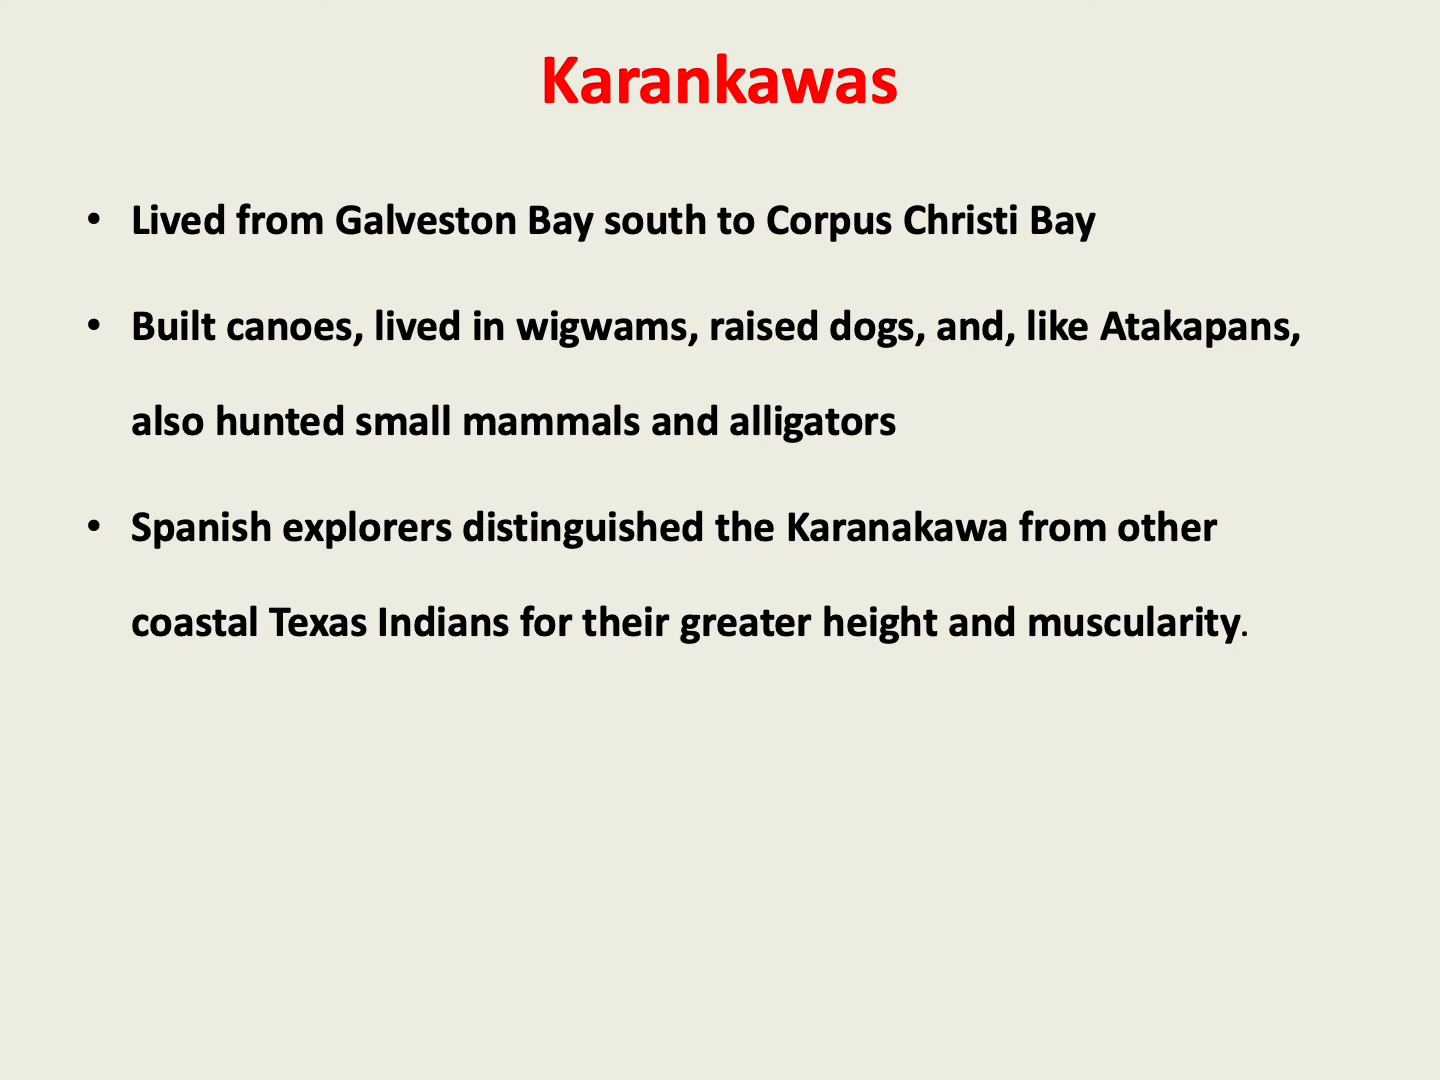 Karankawas
• Lived from Galveston Bay south to Corpus Christi Bay
• Built canoes, lived in wigwams, raised dogs, and, like Atakapans,
also hunted small mammals and alligators
• Spanish explorers distinguished the Karanakawa from other
coastal Texas Indians for their greater height and muscularity.